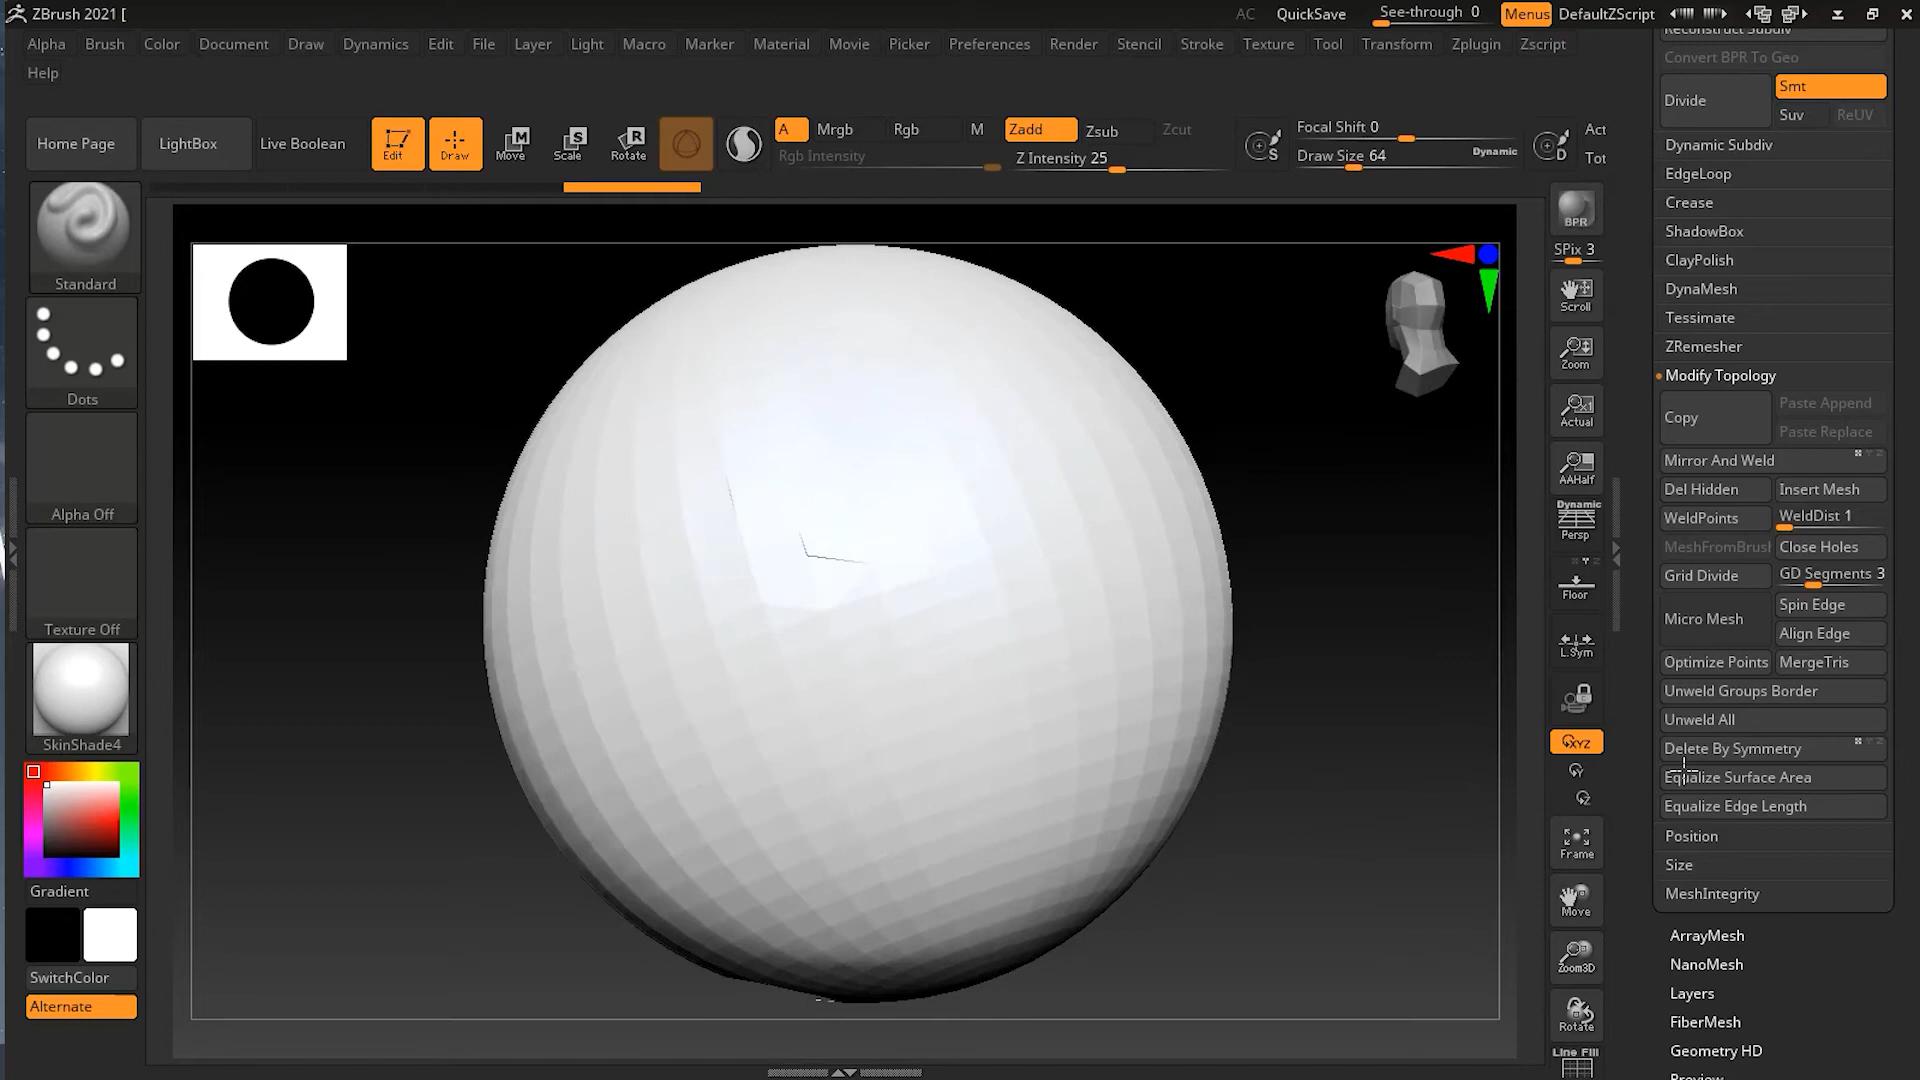 ZBrush 2021 [
AC QuickSave See-through 0 Menus DefaultZScript
Alpha Brush Color Document Draw Dynamics Edit File Layer Light Macro Marker Material Movie Picker Preferences Render Stencil Stroke Texture Tool Transform Zplugin Zscript
Help
Home Page LightBox Live Boolean Edit Draw Move Scale Rotate
M S R
A Mrgb Rgb M Zadd Zsub Zcut
Rgb Intensity Z Intensity 25
S Focal Shift 0
Draw Size 64 Dynamic D
Act
Tot
Standard
Dots
Alpha Off
Texture Off
SkinShade4
Gradient
SwitchColor
Alternate
BPR
SPix 3
Scroll
Zoom
Actual
AAHalf
Dynamic
Persp
Floor
L.Sym
XYZ
Y
Z
Frame
Move
Zoom3D
Rotate
Line Fill
Reconstruct Subdiv
Convert BPR To Geo
Divide Smt
Suv ReUV
Dynamic Subdiv
EdgeLoop
Crease
ShadowBox
ClayPolish
DynaMesh
Tessimate
ZRemesher
Modify Topology
Copy Paste Append
Paste Replace
Mirror And Weld
Del Hidden Insert Mesh
WeldPoints WeldDist 1
MeshFromBrush Close Holes
Grid Divide GD Segments 3
Micro Mesh Spin Edge
Align Edge
Optimize Points MergeTris
Unweld Groups Border
Unweld All
Delete By Symmetry
Equalize Surface Area
Equalize Edge Length
Position
Size
MeshIntegrity
ArrayMesh
NanoMesh
Layers
FiberMesh
Geometry HD
Preview